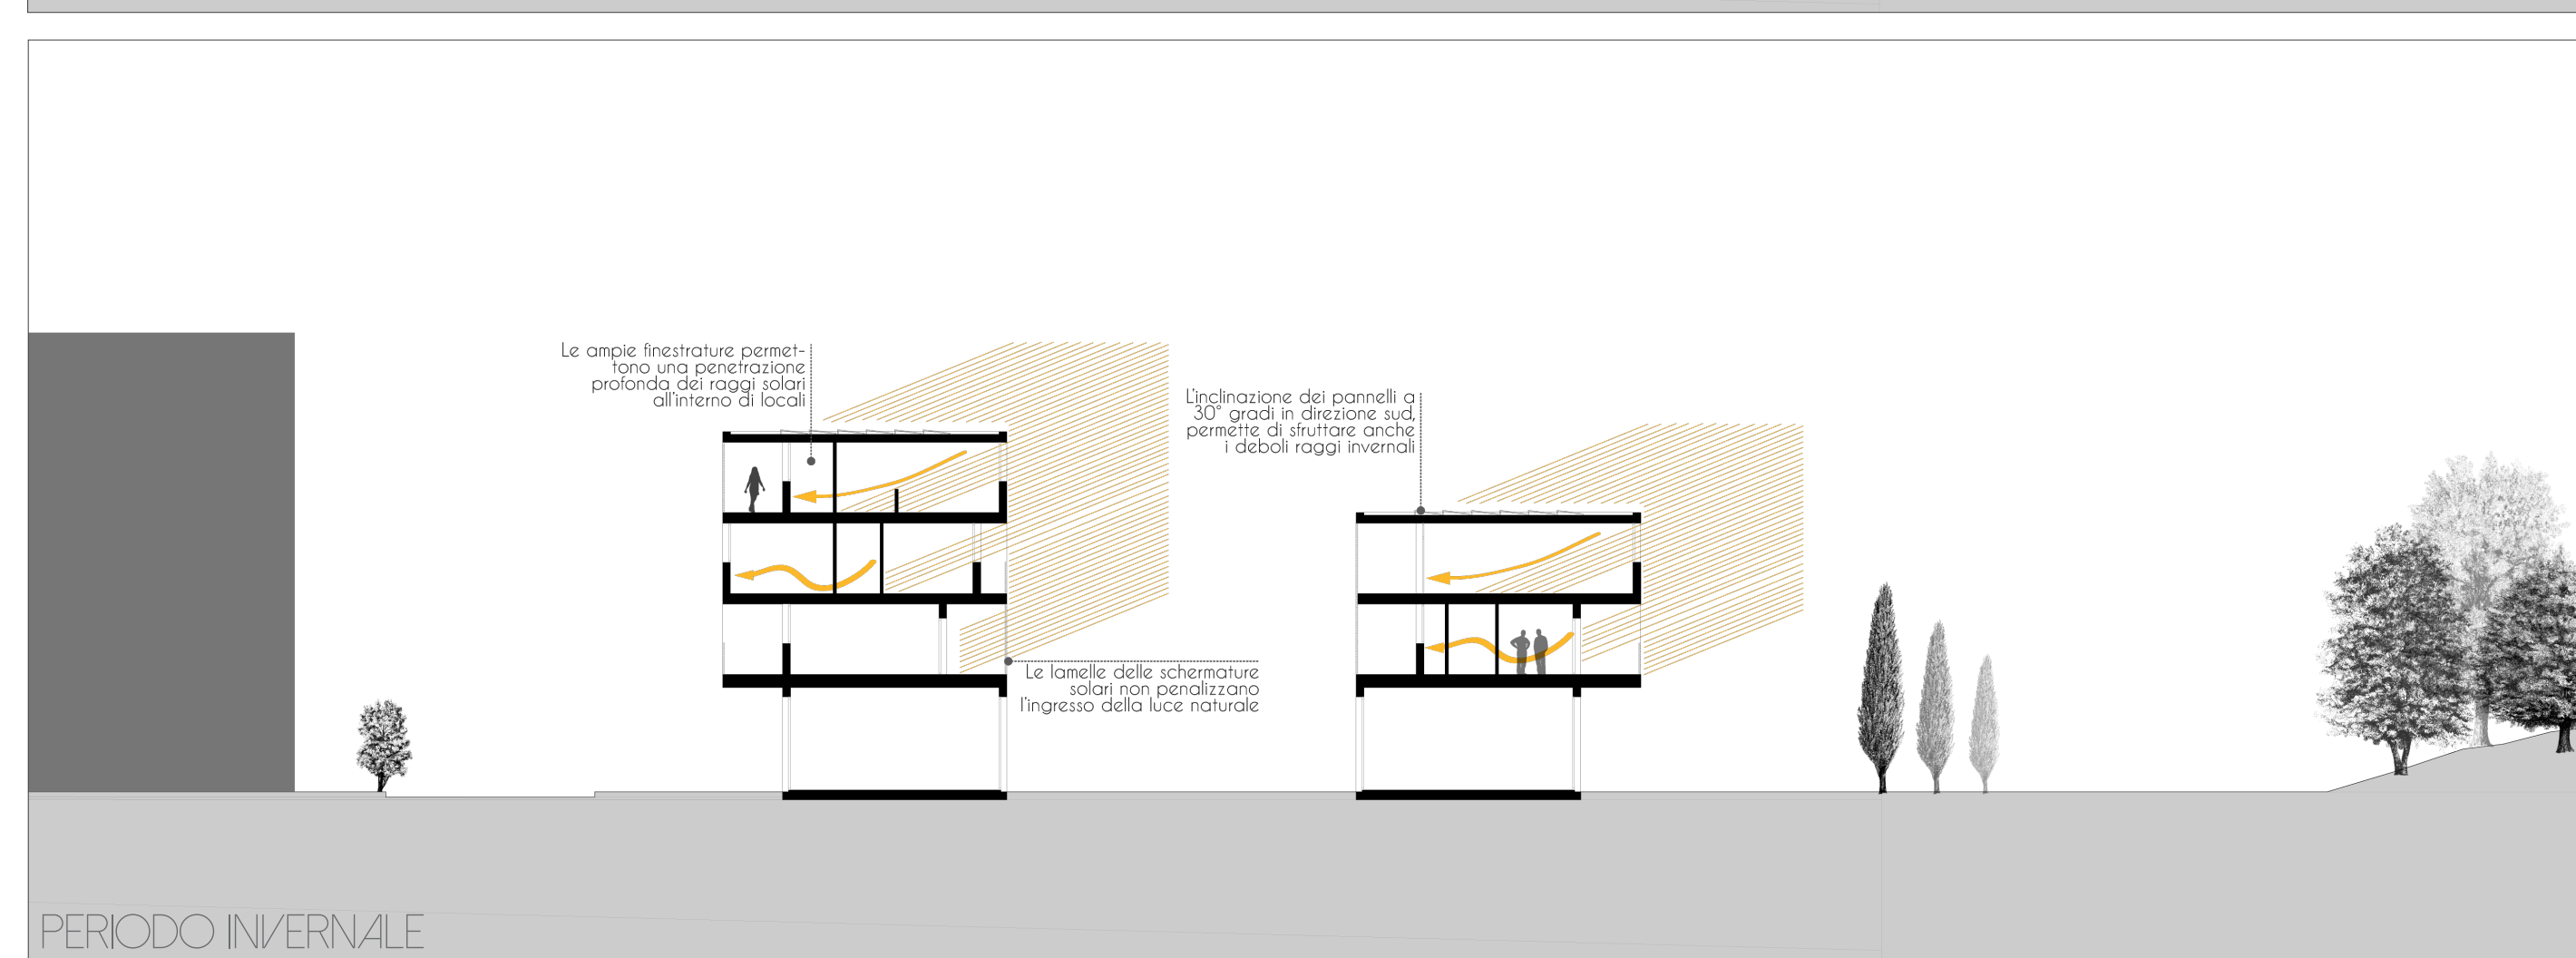 Le ampie finestrature permet-
tono una penetrazione
profonda dei raggi solari
all'interno di locali
L'inclinazione dei pannelli a
30° gradi in direzione sud,
permette di sfruttare anche
i deboli raggi invernali
Le lamelle delle schermature
solari non penalizzano
l'ingresso della luce naturale
PERIODO INVERNALE